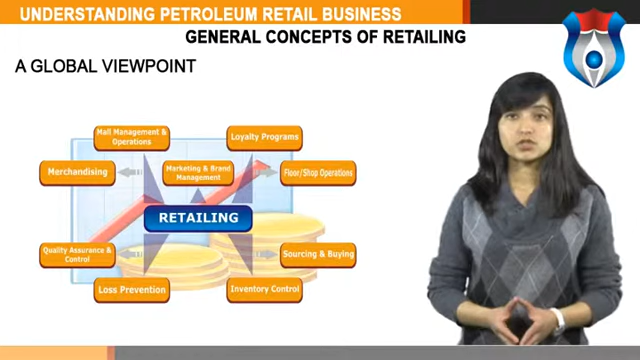 UNDERSTANDING PETROLEUM RETAIL BUSINESS
GENERAL CONCEPTS OF RETAILING
A GLOBAL VIEWPOINT
Mall Management &
Operations
Loyalty Programs
Merchandising
Marketing & Brand
Management
Floor/Shop Operations
RETAILING
Quality Assurance &
Control
Sourcing & Buying
Loss Prevention
Inventory Control